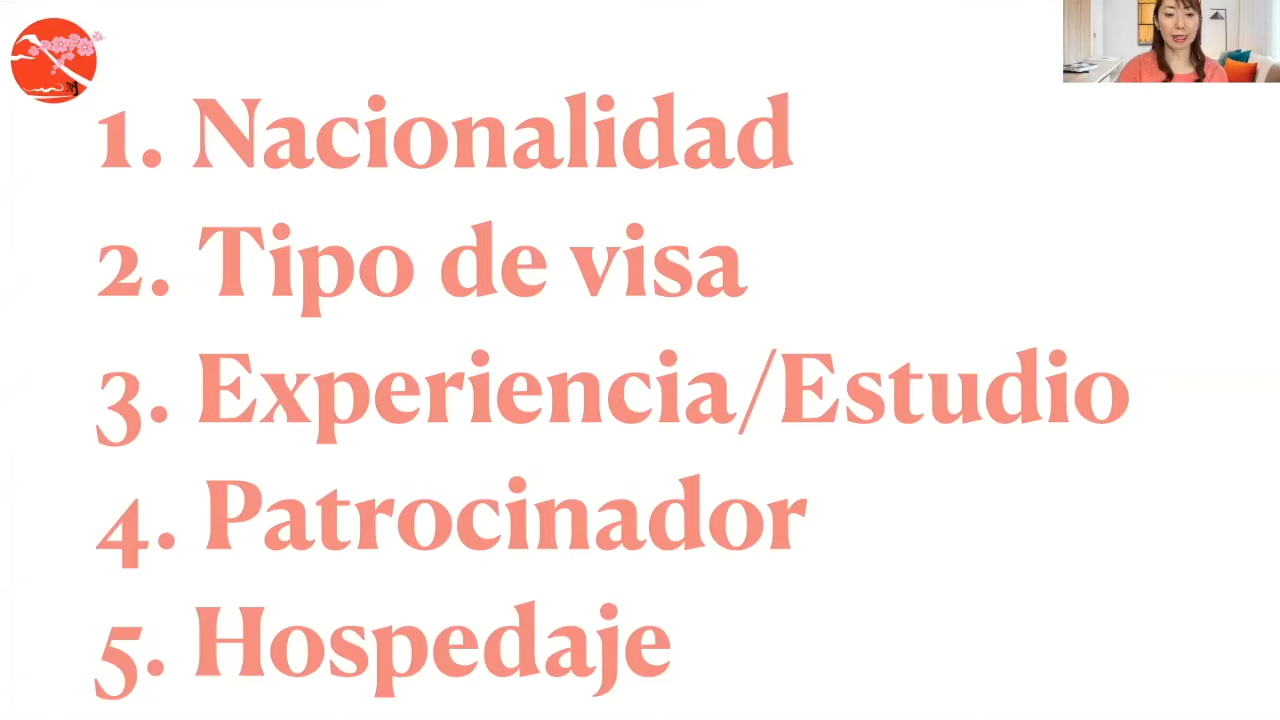 1. Nacionalidad
2. Tipo de visa
3. Experiencia/Estudio
4. Patrocinador
5. Hospedaje